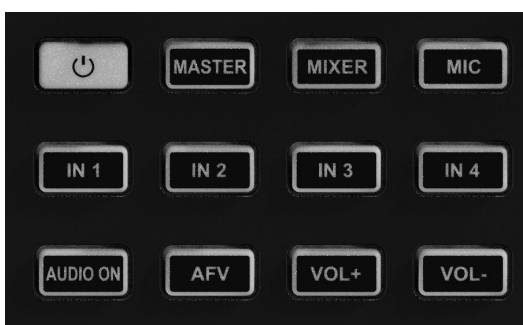 MASTER MIXER MIC
IN 1 IN 2 IN 3 IN 4
AUDIO ON AFV VOL+ VOL-